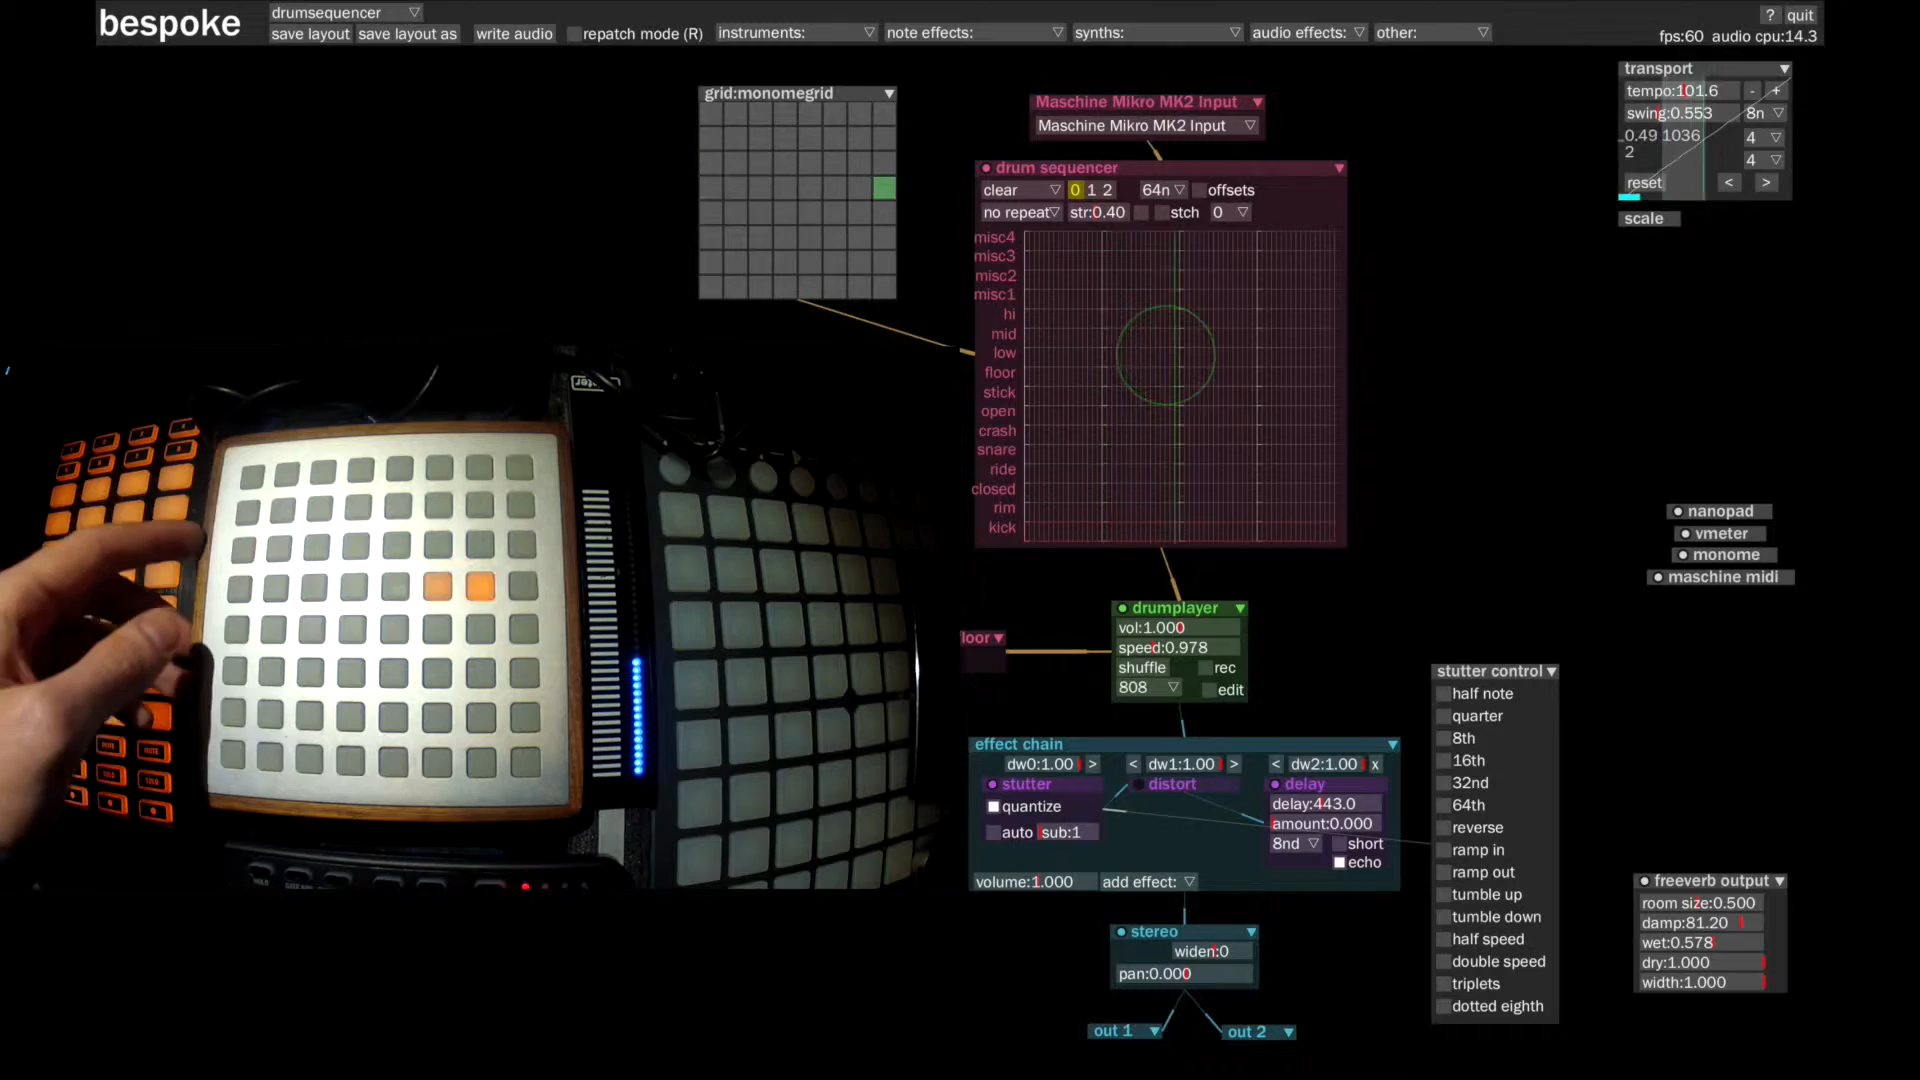 bespoke
drumsequencer
save layout
save layout as
write audio
repatch mode (R)
instruments:
note effects:
synths:
audio effects:
other:
? quit
fps:60 audio cpu:14.3
grid:monomegrid
Maschine Mikro MK2 Input
Maschine Mikro MK2 Input
drum sequencer
clear
0 1 2
64n
offsets
no repeat
str:0.40
stch
0
misc4
misc3
misc2
misc1
hi
mid
low
floor
stick
open
crash
snare
ride
closed
rim
kick
transport
tempo:101.6
- +
swing:0.553
8n
0.49 1036
4
2
4
reset
< >
scale
nanopad
vmeter
monome
maschine midi
loor
drumplayer
vol:1.000
speed:0.978
shuffle
rec
808
edit
effect chain
dw0:1.00 >
< dw1:1.00 >
< dw2:1.00 x
stutter
distort
delay
quantize
delay:443.0
auto
sub:1
amount:0.000
8nd
short
echo
volume:1.000
add effect:
stereo
widen:0
pan:0.000
out 1
out 2
stutter control
half note
quarter
8th
16th
32nd
64th
reverse
ramp in
ramp out
tumble up
tumble down
half speed
double speed
triplets
dotted eighth
freeverb output
room size:0.500
damp:81.20
wet:0.578
dry:1.000
width:1.000